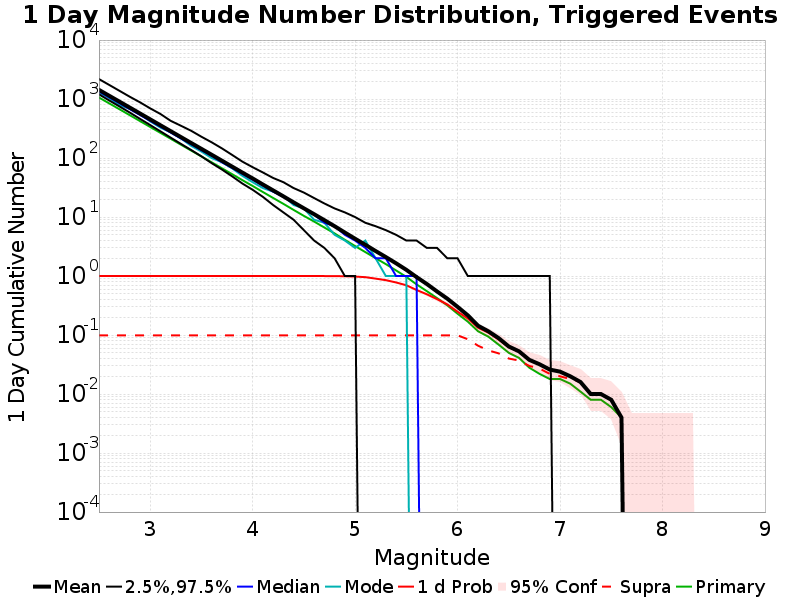 1 Day Magnitude Number Distribution, Triggered Events
1 Day Cumulative Number
10^4
10^3
10^2
10^1
10^0
10^-1
10^-2
10^-3
10^-4
3 4 5 6 7 8 9
Magnitude
Mean 2.5%,97.5% Median Mode 1 d Prob 95% Conf Supra Primary